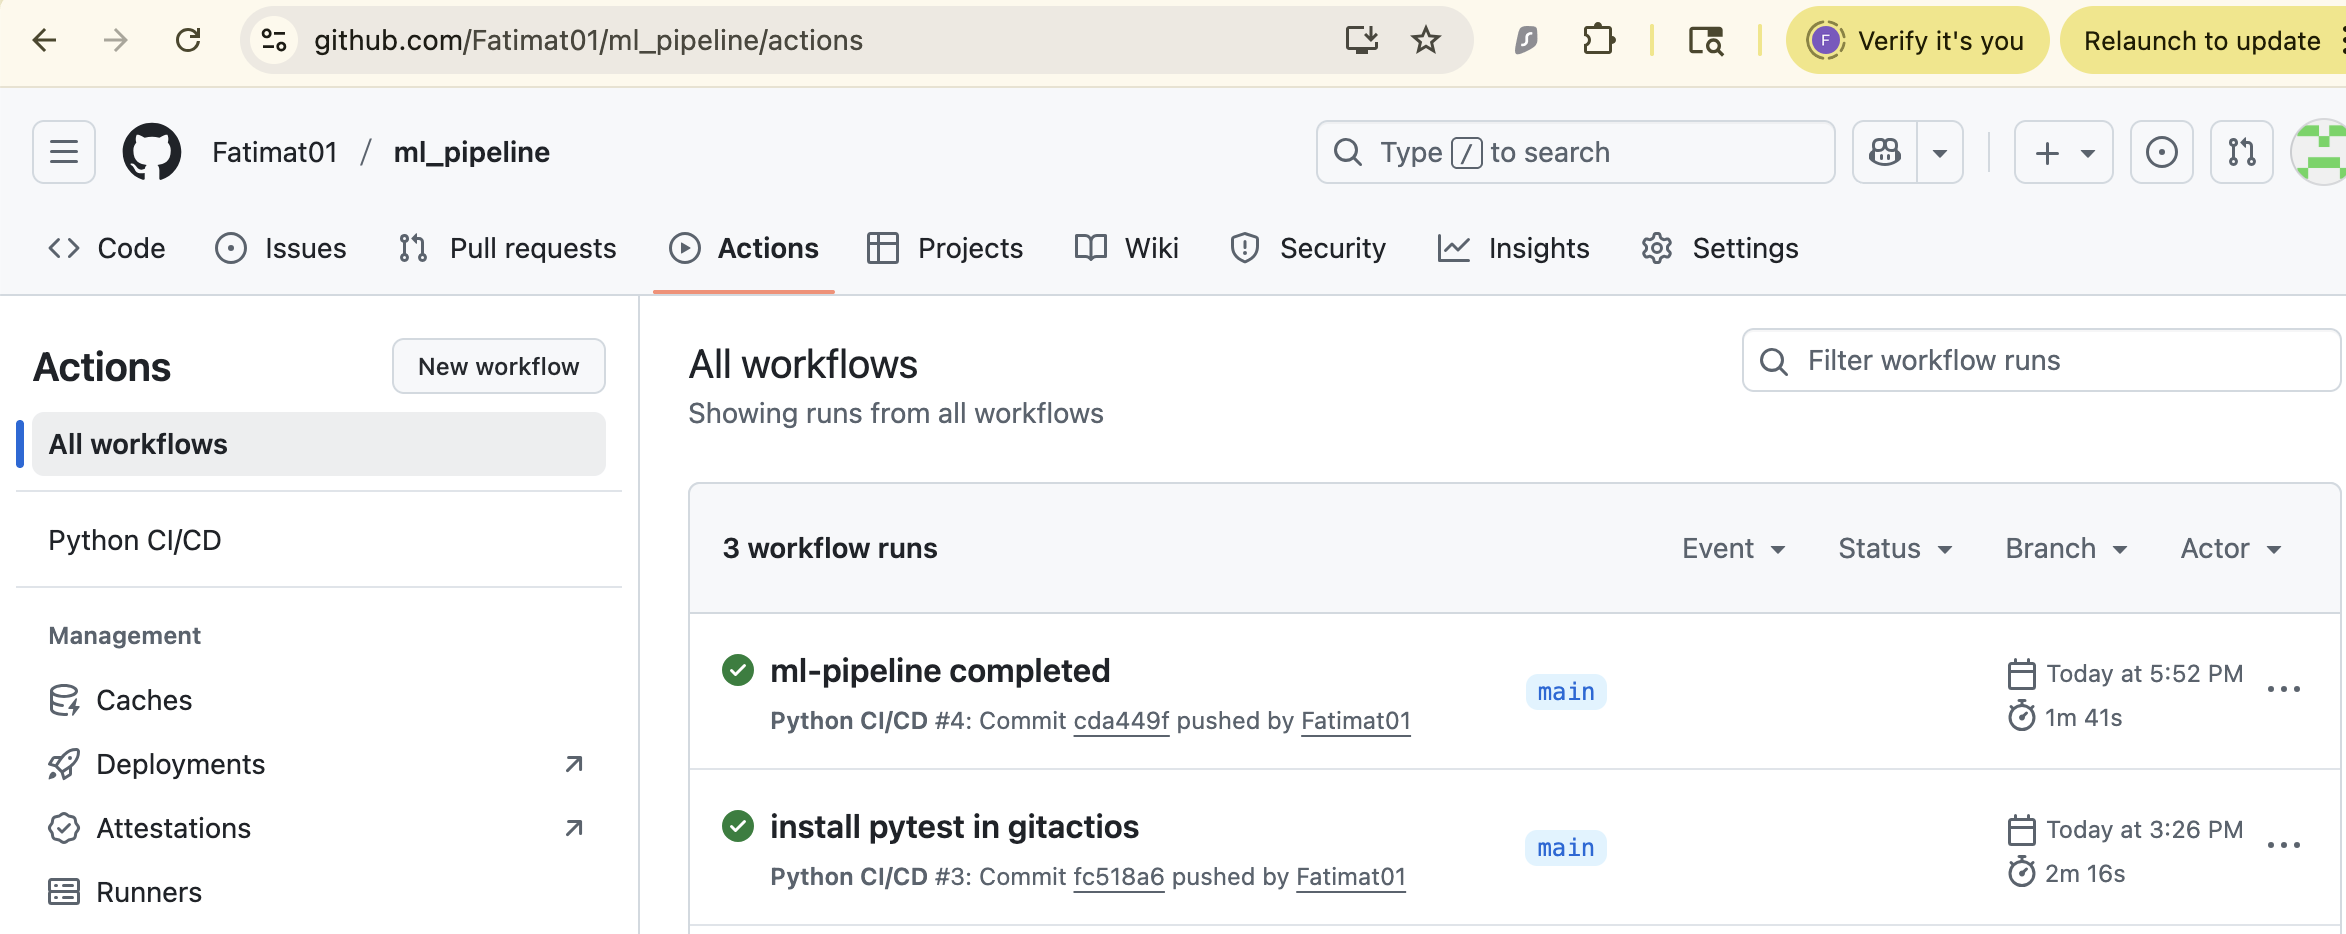 github.com/Fatimat01/ml_pipeline/actions
F Verify it's you
Relaunch to update
Fatimat01 / ml_pipeline
Type / to search
Code Issues Pull requests Actions Projects Wiki Security Insights Settings
Actions
New workflow
All workflows
Python CI/CD
Management
Caches
Deployments
Attestations
Runners
All workflows
Showing runs from all workflows
Filter workflow runs
3 workflow runs
Event Status Branch Actor
ml-pipeline completed
Python CI/CD #4: Commit cda449f pushed by Fatimat01
main
Today at 5:52 PM
1m 41s
install pytest in gitactios
Python CI/CD #3: Commit fc518a6 pushed by Fatimat01
main
Today at 3:26 PM
2m 16s